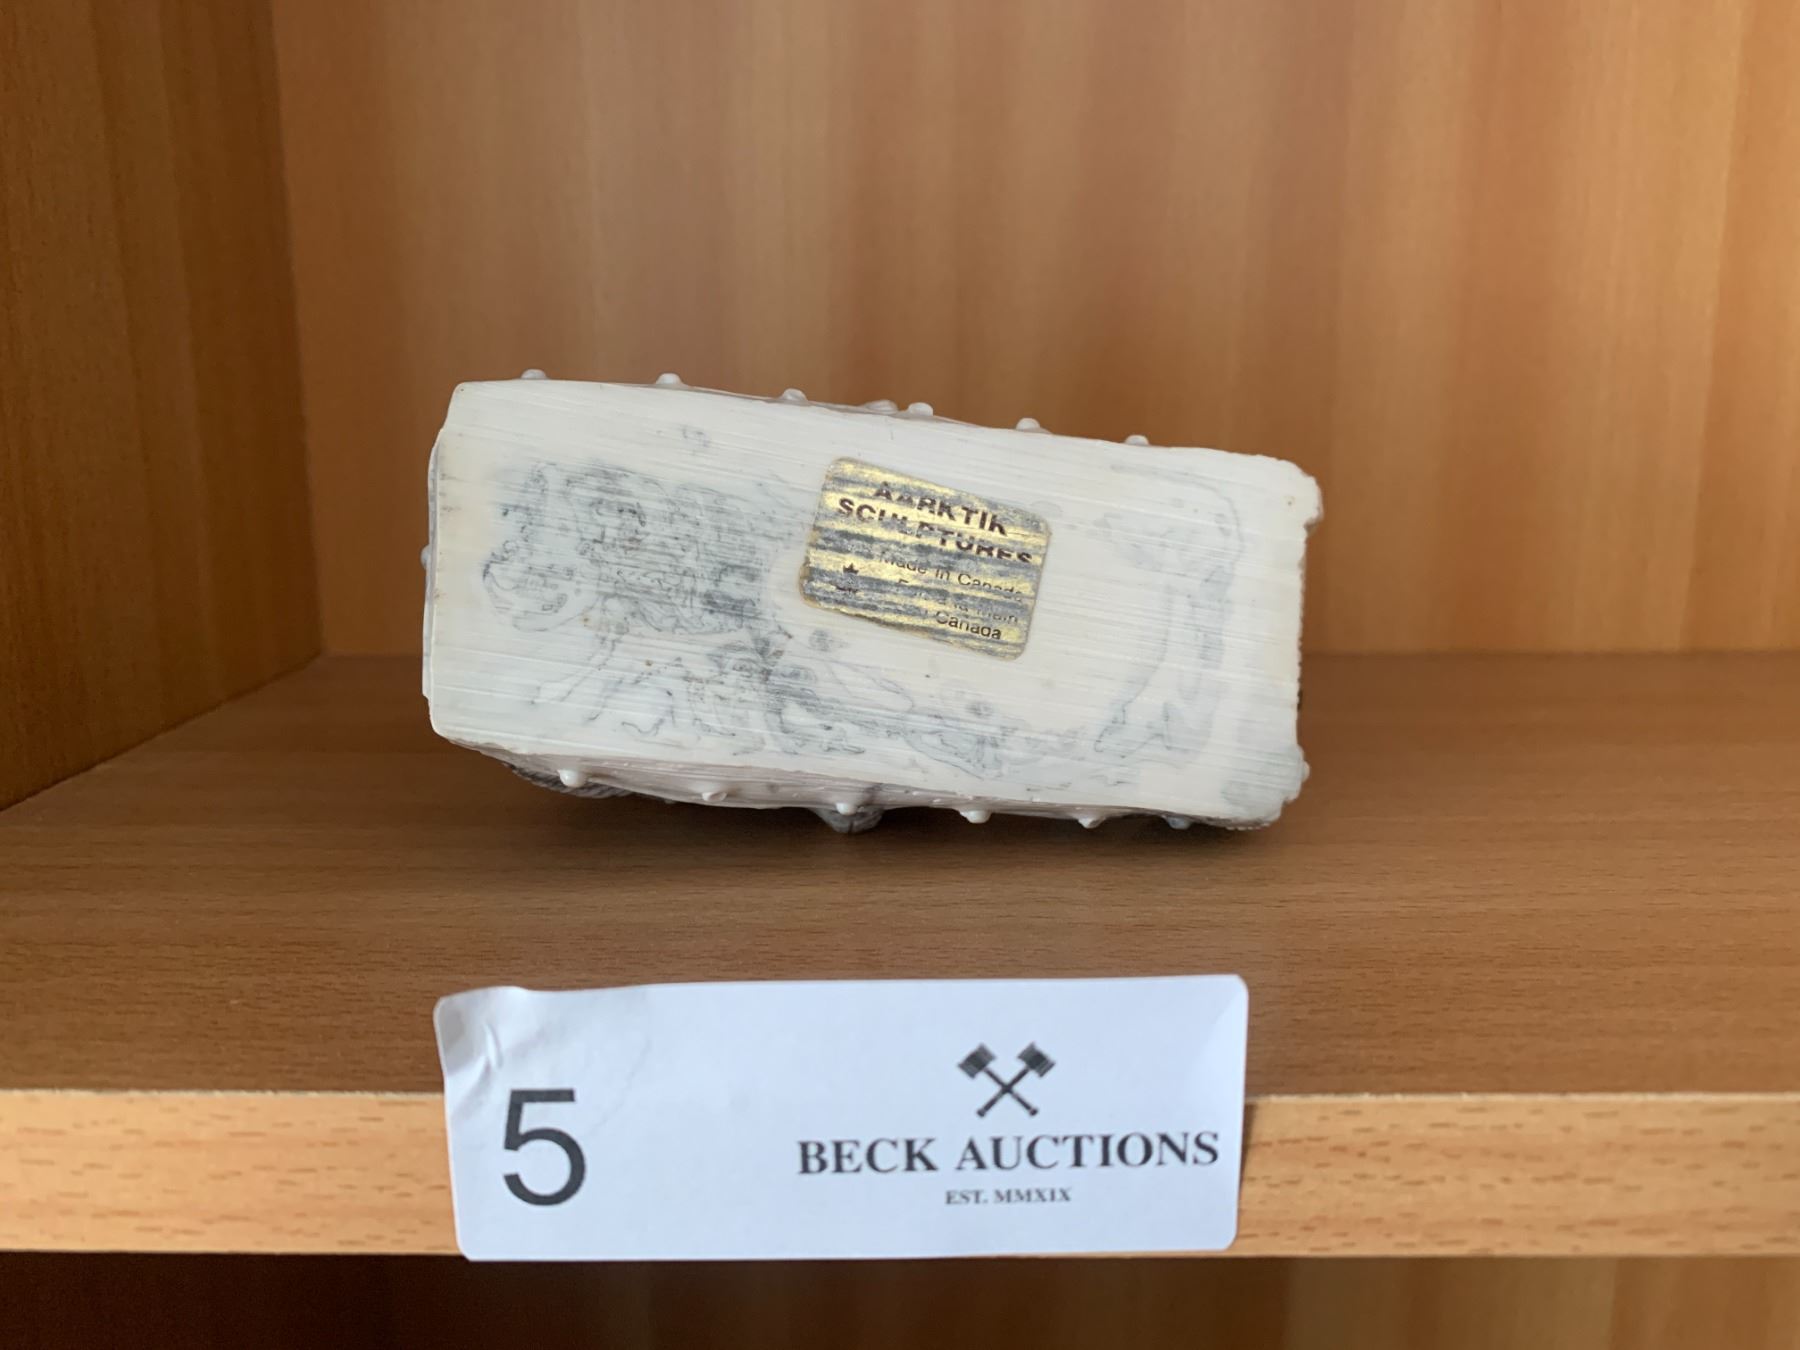 AARKTIK
SCULPTURES
Made in Canada
Canada
5
BECK AUCTIONS
EST. MMXIX